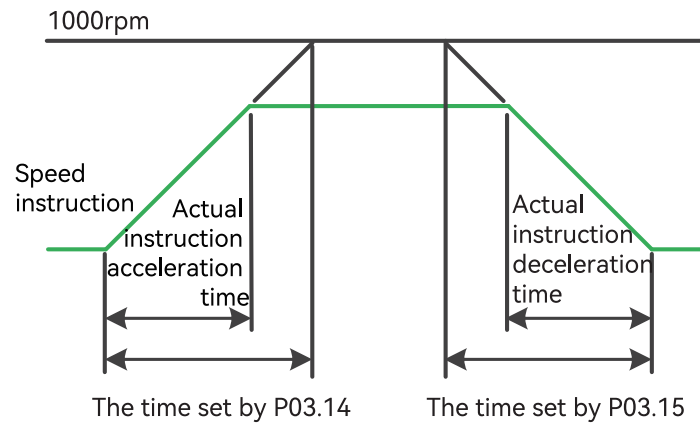 1000rpm
Speed
instruction
Actual
instruction
acceleration
time
Actual
instruction
deceleration
time
The time set by P03.14
The time set by P03.15